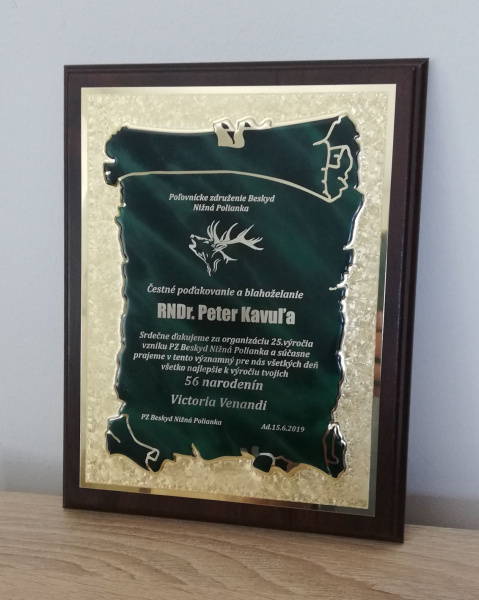 Poľovnícke združenie Beskyd
Nižná Polianka
Čestné poďakovanie a blahoželanie
RNDr. Peter Kavuľa
Srdečne ďakujeme za organizáciu 25.výročia
vzniku PZ Beskyd Nižná Polianka a súčasne
prajeme v tento významný pre nás všetkých deň
všetko najlepšie k výročiu tvojich
56 narodenín
Victoria Venandi
PZ Beskyd Nižná Polianka Ad.15.6.2019